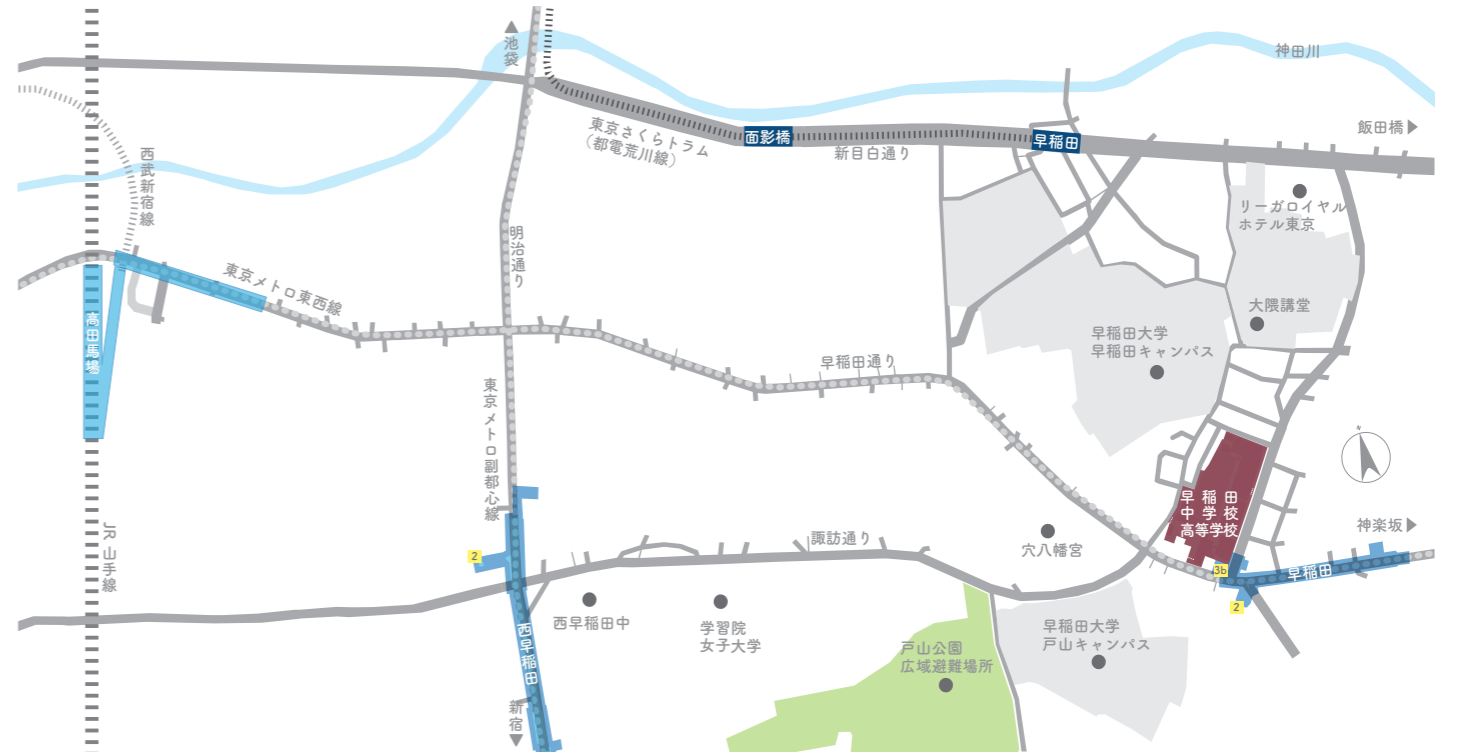 池袋
神田川
東京さくらトラム
（都電荒川線）
面影橋
新目白通り
早稲田
飯田橋
西武新宿線
リーガロイヤル
ホテル東京
明治通り
東京メトロ東西線
高田馬場
大隈講堂
早稲田大学
早稲田キャンパス
早稲田通り
東京メトロ副都心線
N
早稲田
中学校
高等学校
JR 山手線
2
諏訪通り
穴八幡宮
神楽坂
3b
早稲田
2
西早稲田中
学習院
女子大学
西早稲田
早稲田大学
戸山キャンパス
戸山公園
広域避難場所
新宿